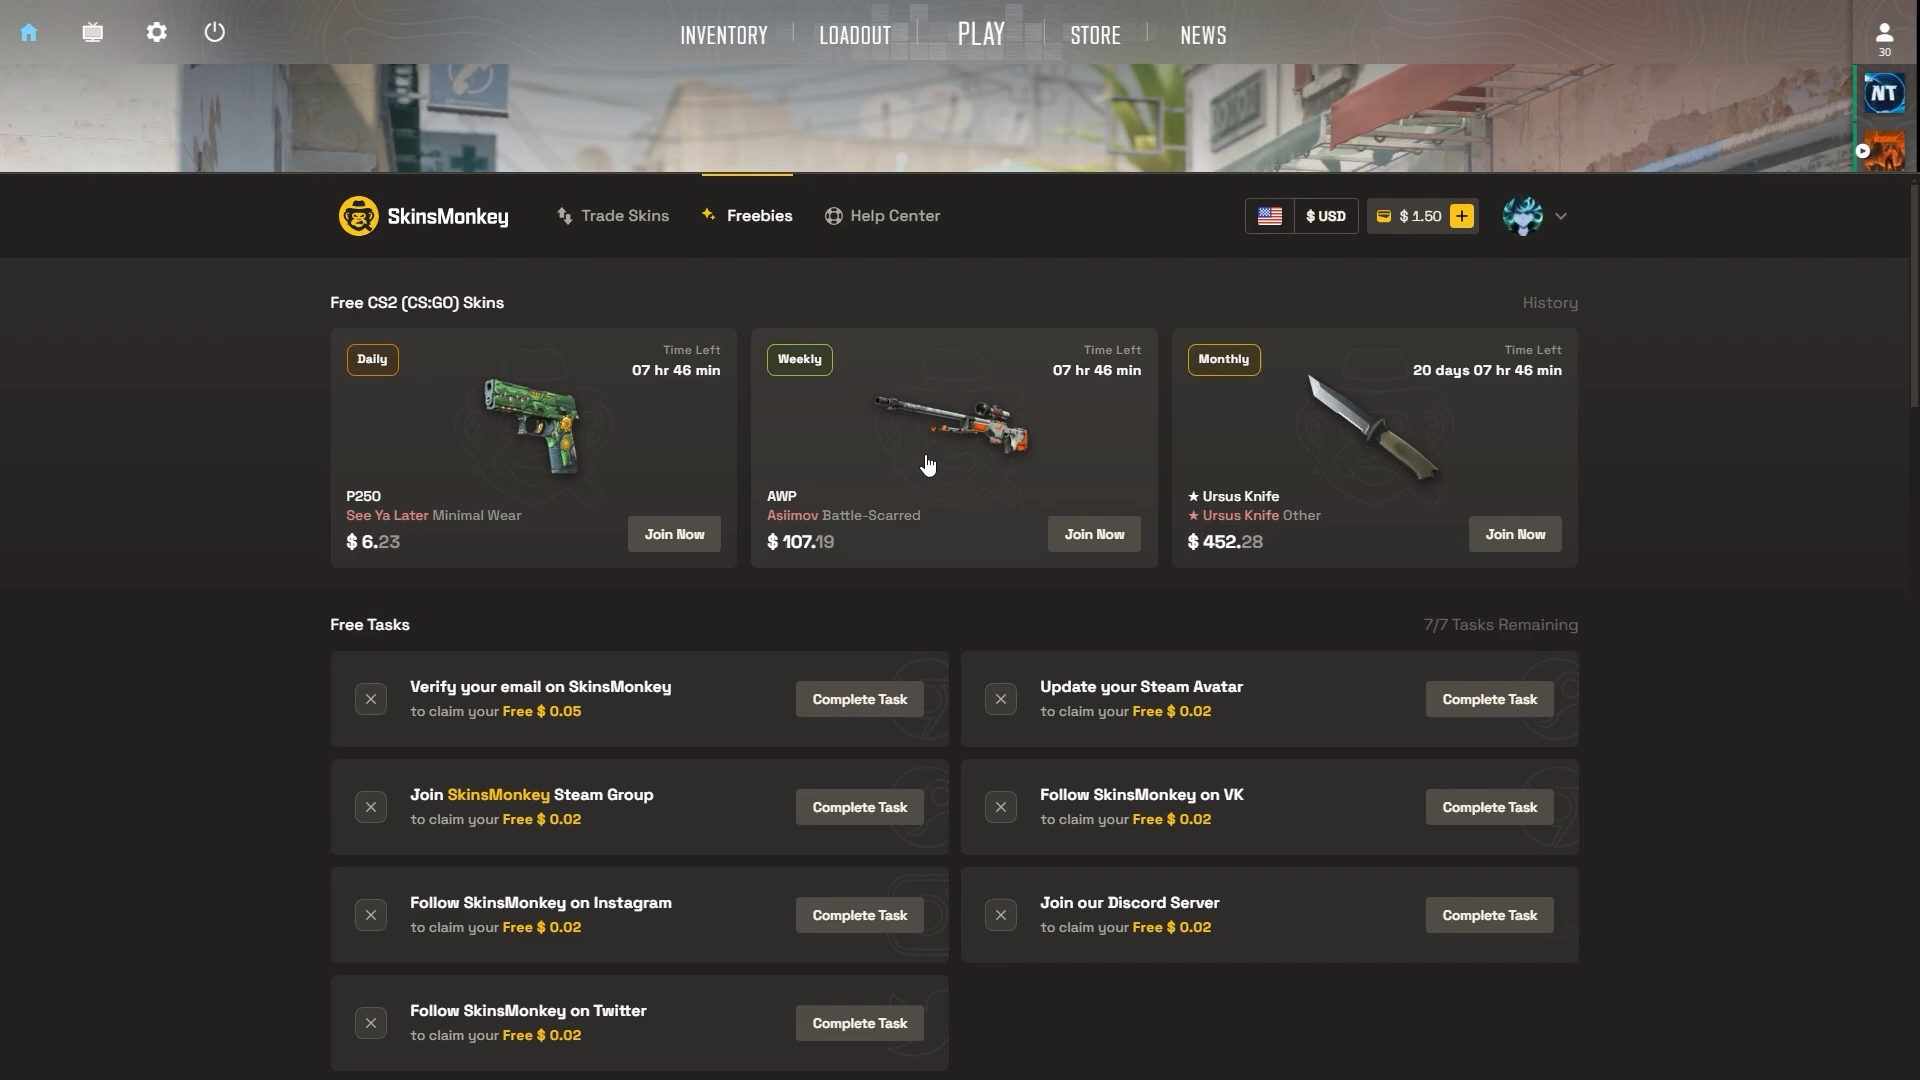 INVENTORY
LOADOUT
PLAY
STORE
NEWS
30
NT
SkinsMonkey
Trade Skins
Freebies
Help Center
$ USD
$ 1.50
Free CS2 (CS:GO) Skins
History
Daily
Time Left
07 hr 46 min
P250
See Ya Later Minimal Wear
$ 6.23
Join Now
Weekly
Time Left
07 hr 46 min
AWP
Asiimov Battle-Scarred
$ 107.19
Join Now
Monthly
Time Left
20 days 07 hr 46 min
★ Ursus Knife
★ Ursus Knife Other
$ 452.28
Join Now
Free Tasks
7/7 Tasks Remaining
Verify your email on SkinsMonkey
to claim your Free $ 0.05
Complete Task
Update your Steam Avatar
to claim your Free $ 0.02
Complete Task
Join SkinsMonkey Steam Group
to claim your Free $ 0.02
Complete Task
Follow SkinsMonkey on VK
to claim your Free $ 0.02
Complete Task
Follow SkinsMonkey on Instagram
to claim your Free $ 0.02
Complete Task
Join our Discord Server
to claim your Free $ 0.02
Complete Task
Follow SkinsMonkey on Twitter
to claim your Free $ 0.02
Complete Task